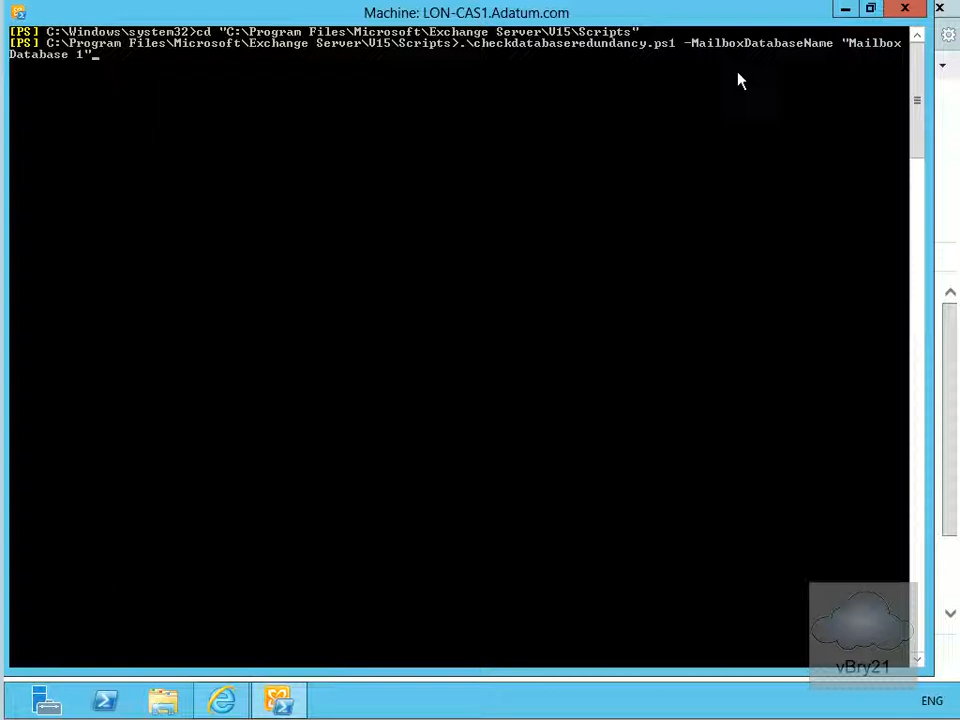 Machine: LON-CAS1.Adatum.com
[PS] C:\Windows\system32>cd "C:\Program Files\Microsoft\Exchange Server\V15\Scripts"
[PS] C:\Program Files\Microsoft\Exchange Server\V15\Scripts>.\checkdatabaseredundancy.ps1 -MailboxDatabaseName "Mailbox
Database 1"_
vBry21
ENG